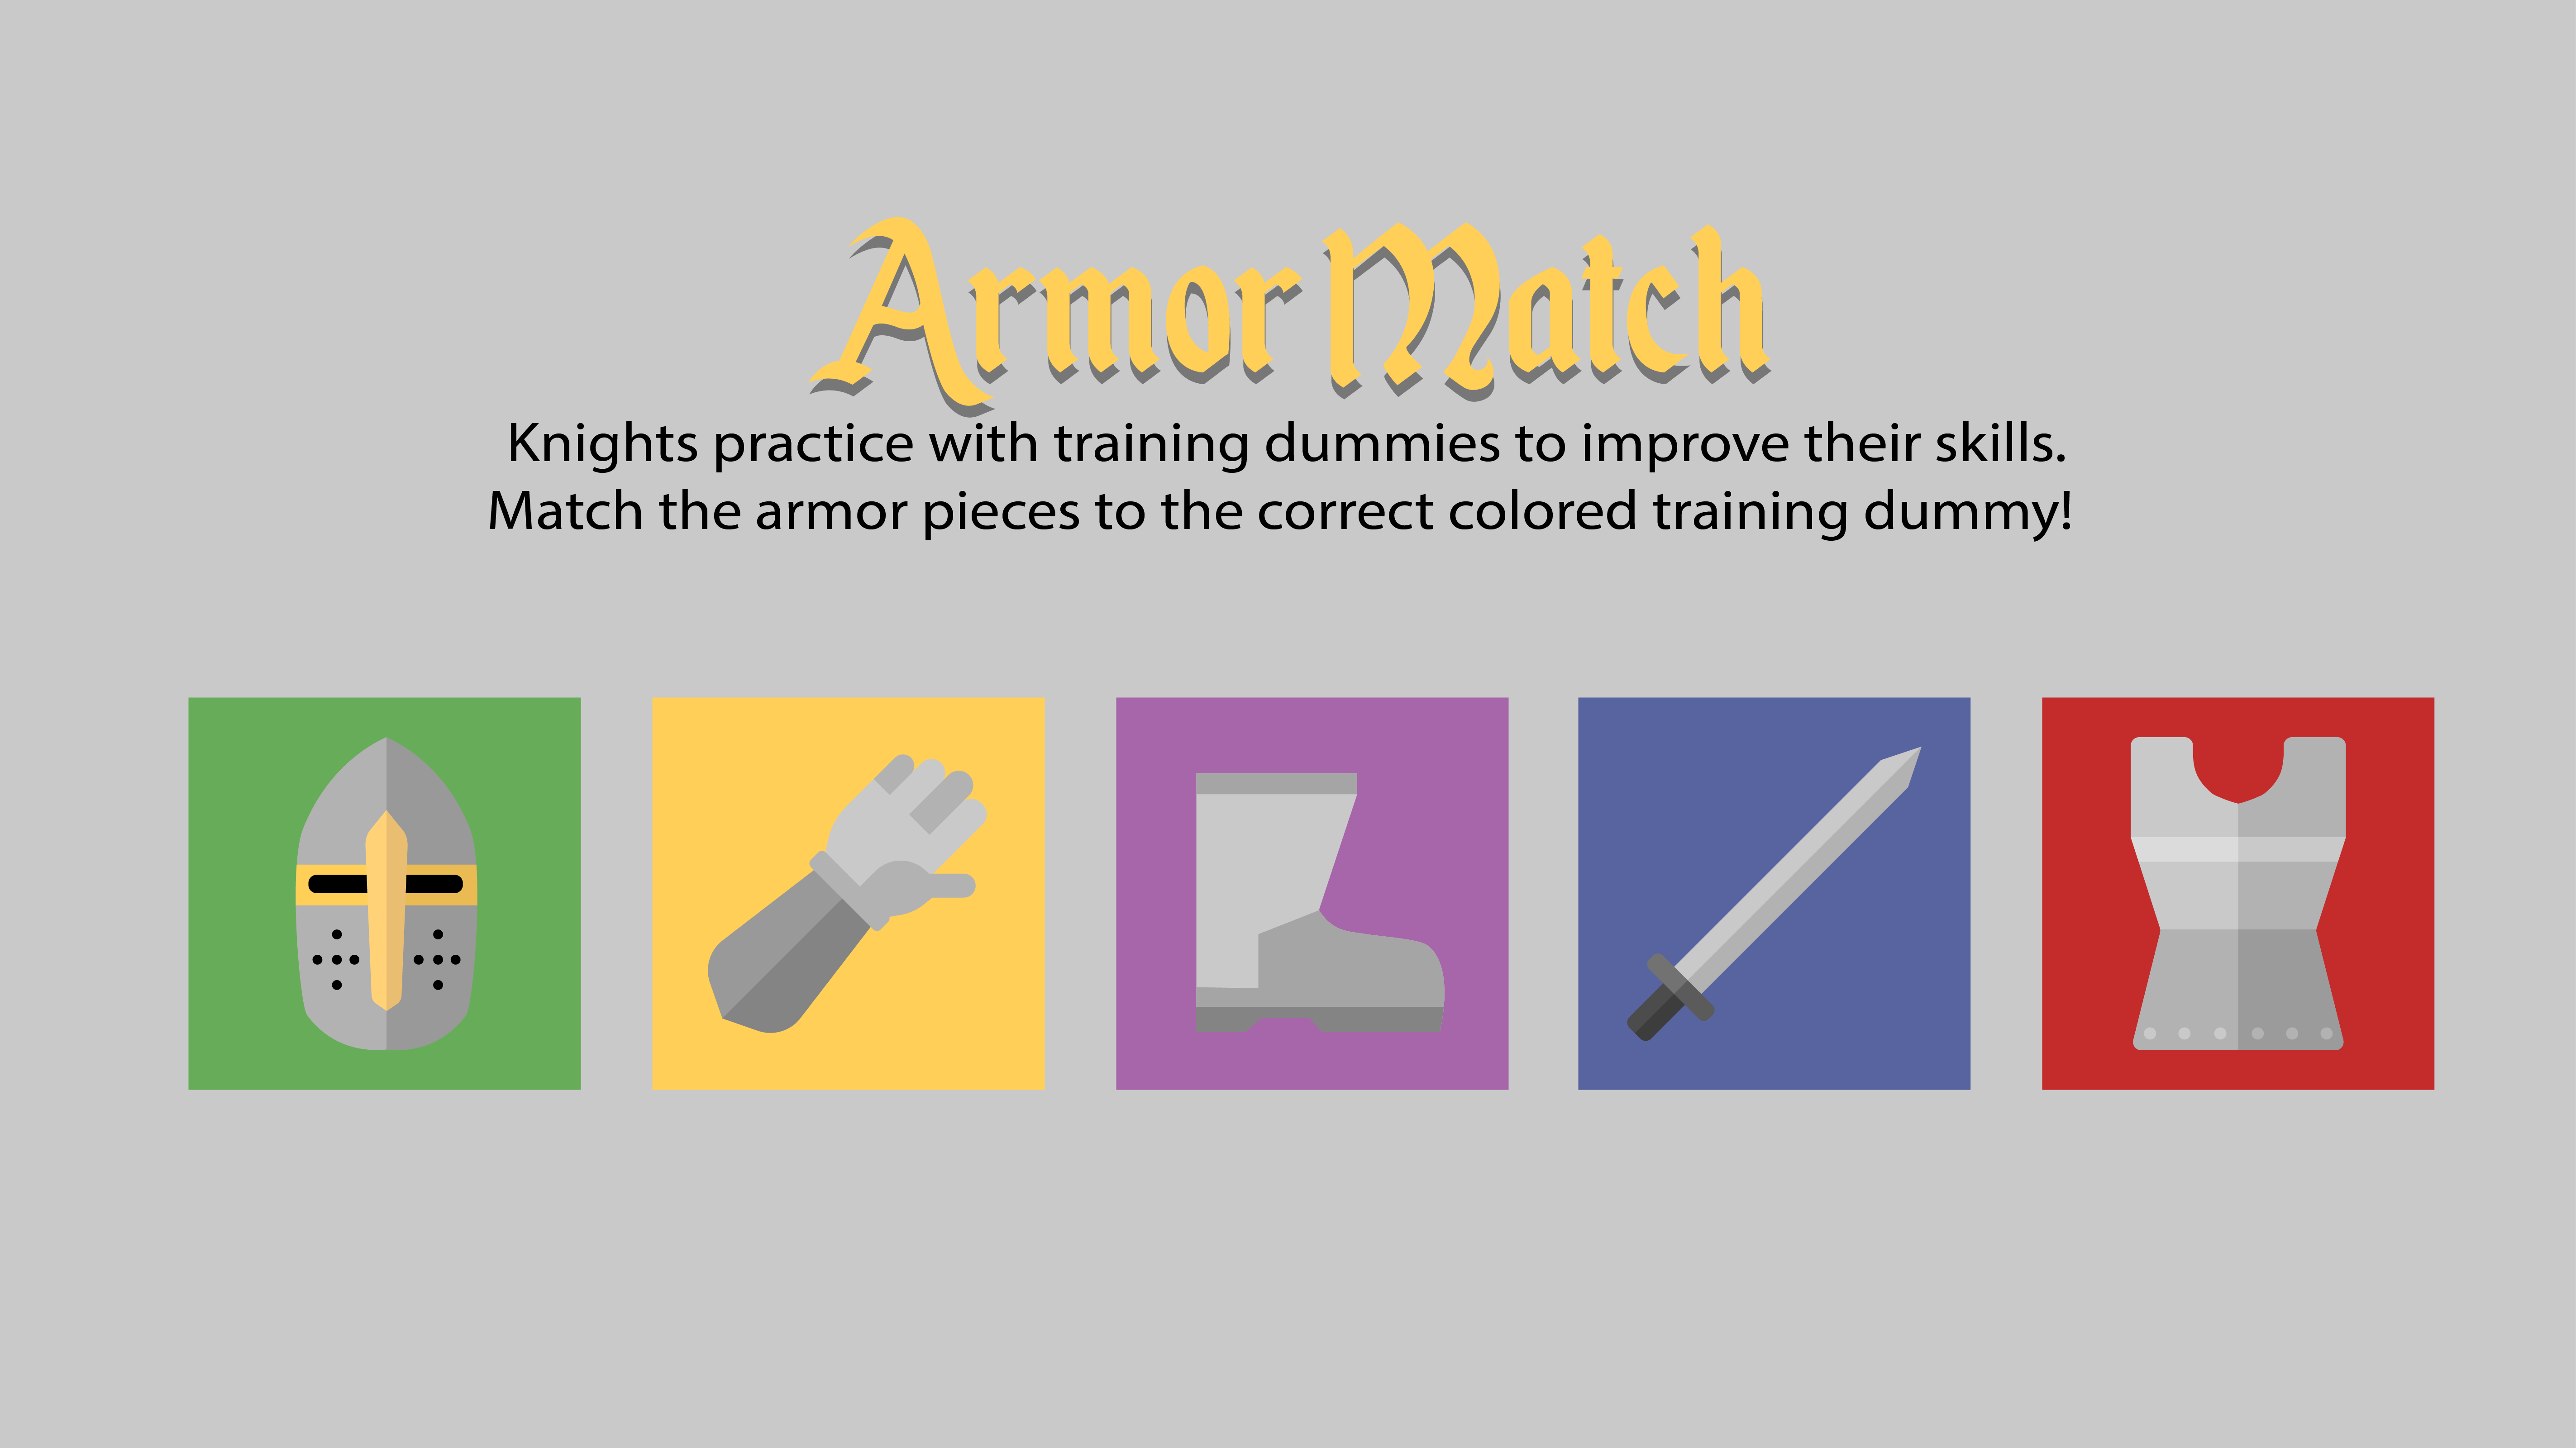 Armor Match
Knights practice with training dummies to improve their skills.
Match the armor pieces to the correct colored training dummy!